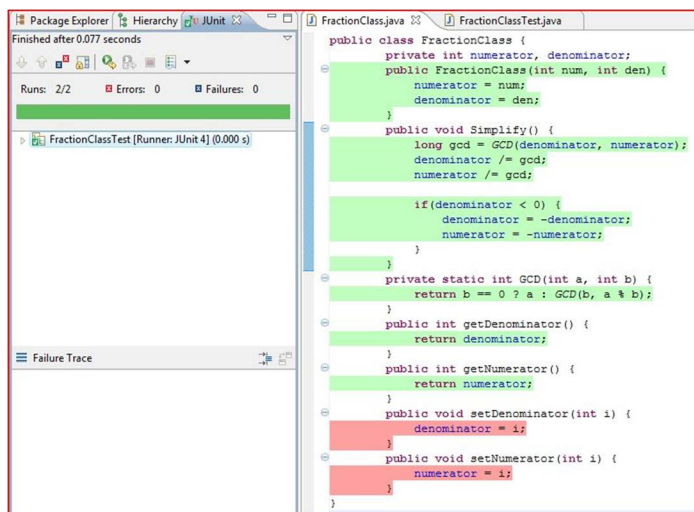 Package Explorer Hierarchy JUnit
Finished after 0.077 seconds
Runs: 2/2 Errors: 0 Failures: 0
FractionClassTest [Runner: JUnit 4] (0.000 s)
Failure Trace
FractionClass.java FractionClassTest.java
public class FractionClass {
private int numerator, denominator;
public FractionClass(int num, int den) {
numerator = num;
denominator = den;
}
public void Simplify() {
long gcd = GCD(denominator, numerator);
denominator /= gcd;
numerator /= gcd;
if(denominator < 0) {
denominator = -denominator;
numerator = -numerator;
}
}
private static int GCD(int a, int b) {
return b == 0 ? a : GCD(b, a % b);
}
public int getDenominator() {
return denominator;
}
public int getNumerator() {
return numerator;
}
public void setDenominator(int i) {
denominator = i;
}
public void setNumerator(int i) {
numerator = i;
}
}